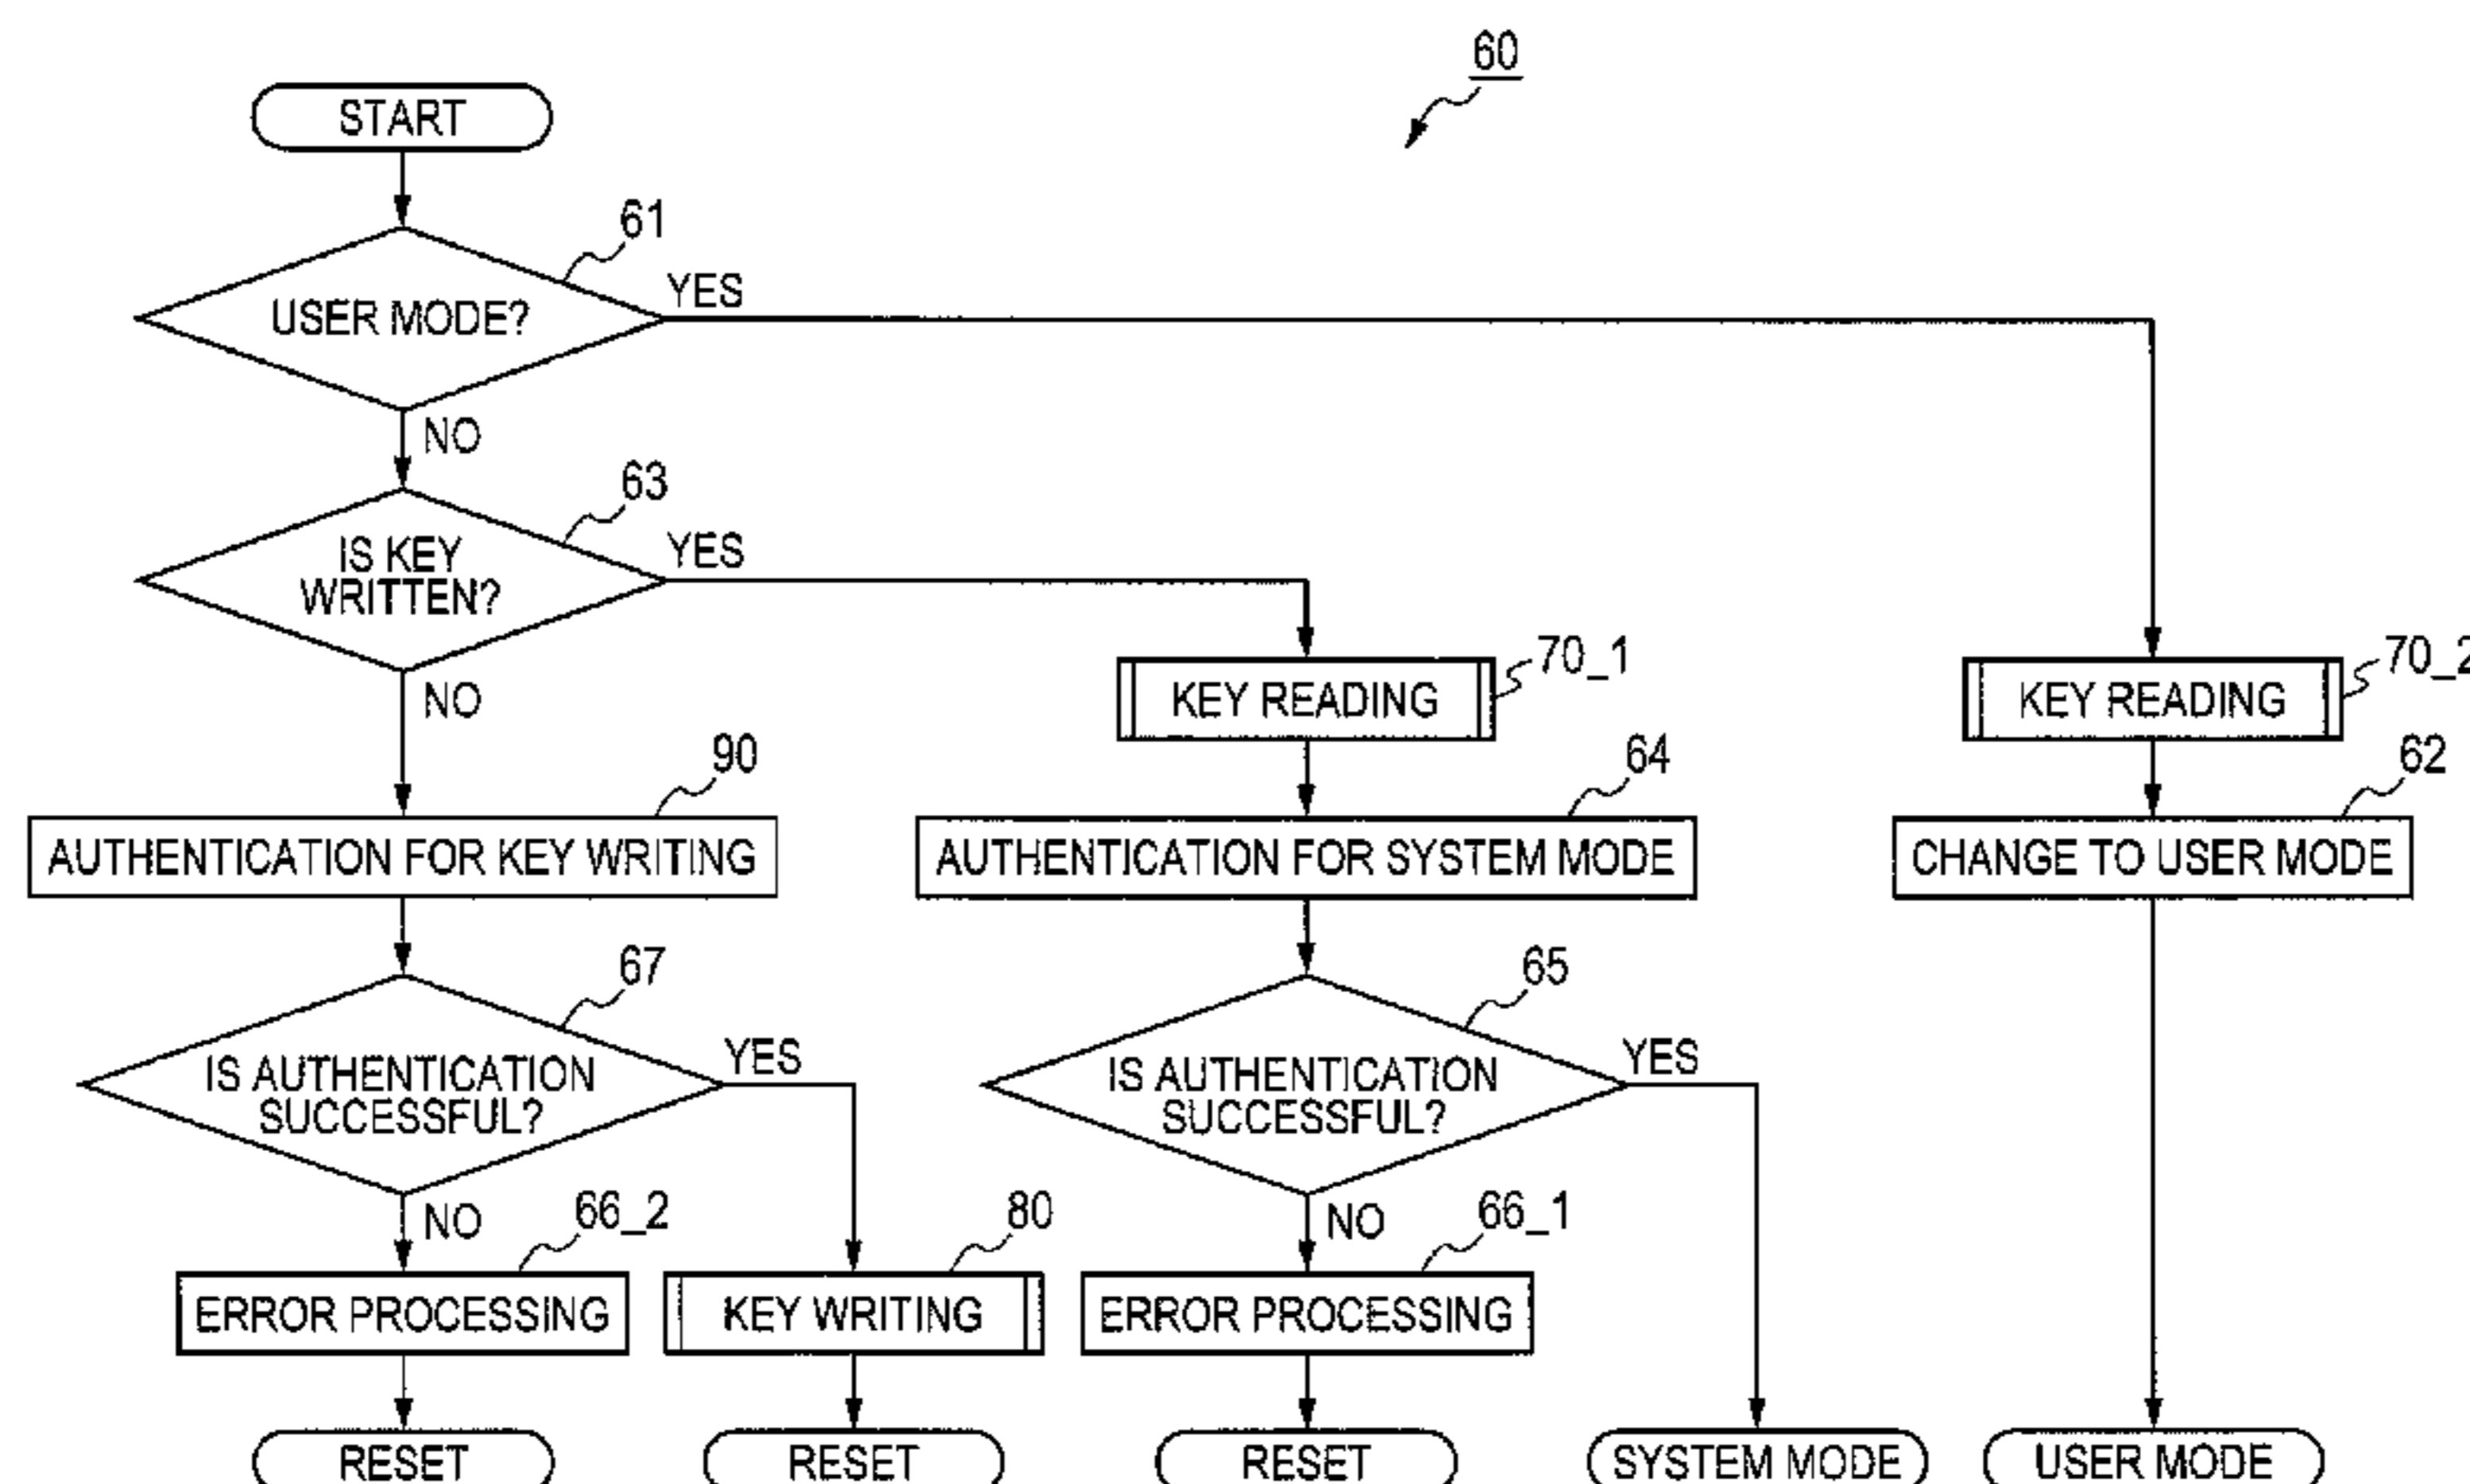 60
START
61
USER MODE?
YES
NO
63
IS KEY
WRITTEN?
YES
NO
KEY READING
70_1
KEY READING
70_2
90
AUTHENTICATION FOR KEY WRITING
64
AUTHENTICATION FOR SYSTEM MODE
62
CHANGE TO USER MODE
67
IS AUTHENTICATION
SUCCESSFUL?
YES
NO
65
IS AUTHENTICATION
SUCCESSFUL?
YES
NO
66_2
ERROR PROCESSING
80
KEY WRITING
66_1
ERROR PROCESSING
RESET
RESET
RESET
SYSTEM MODE
USER MODE